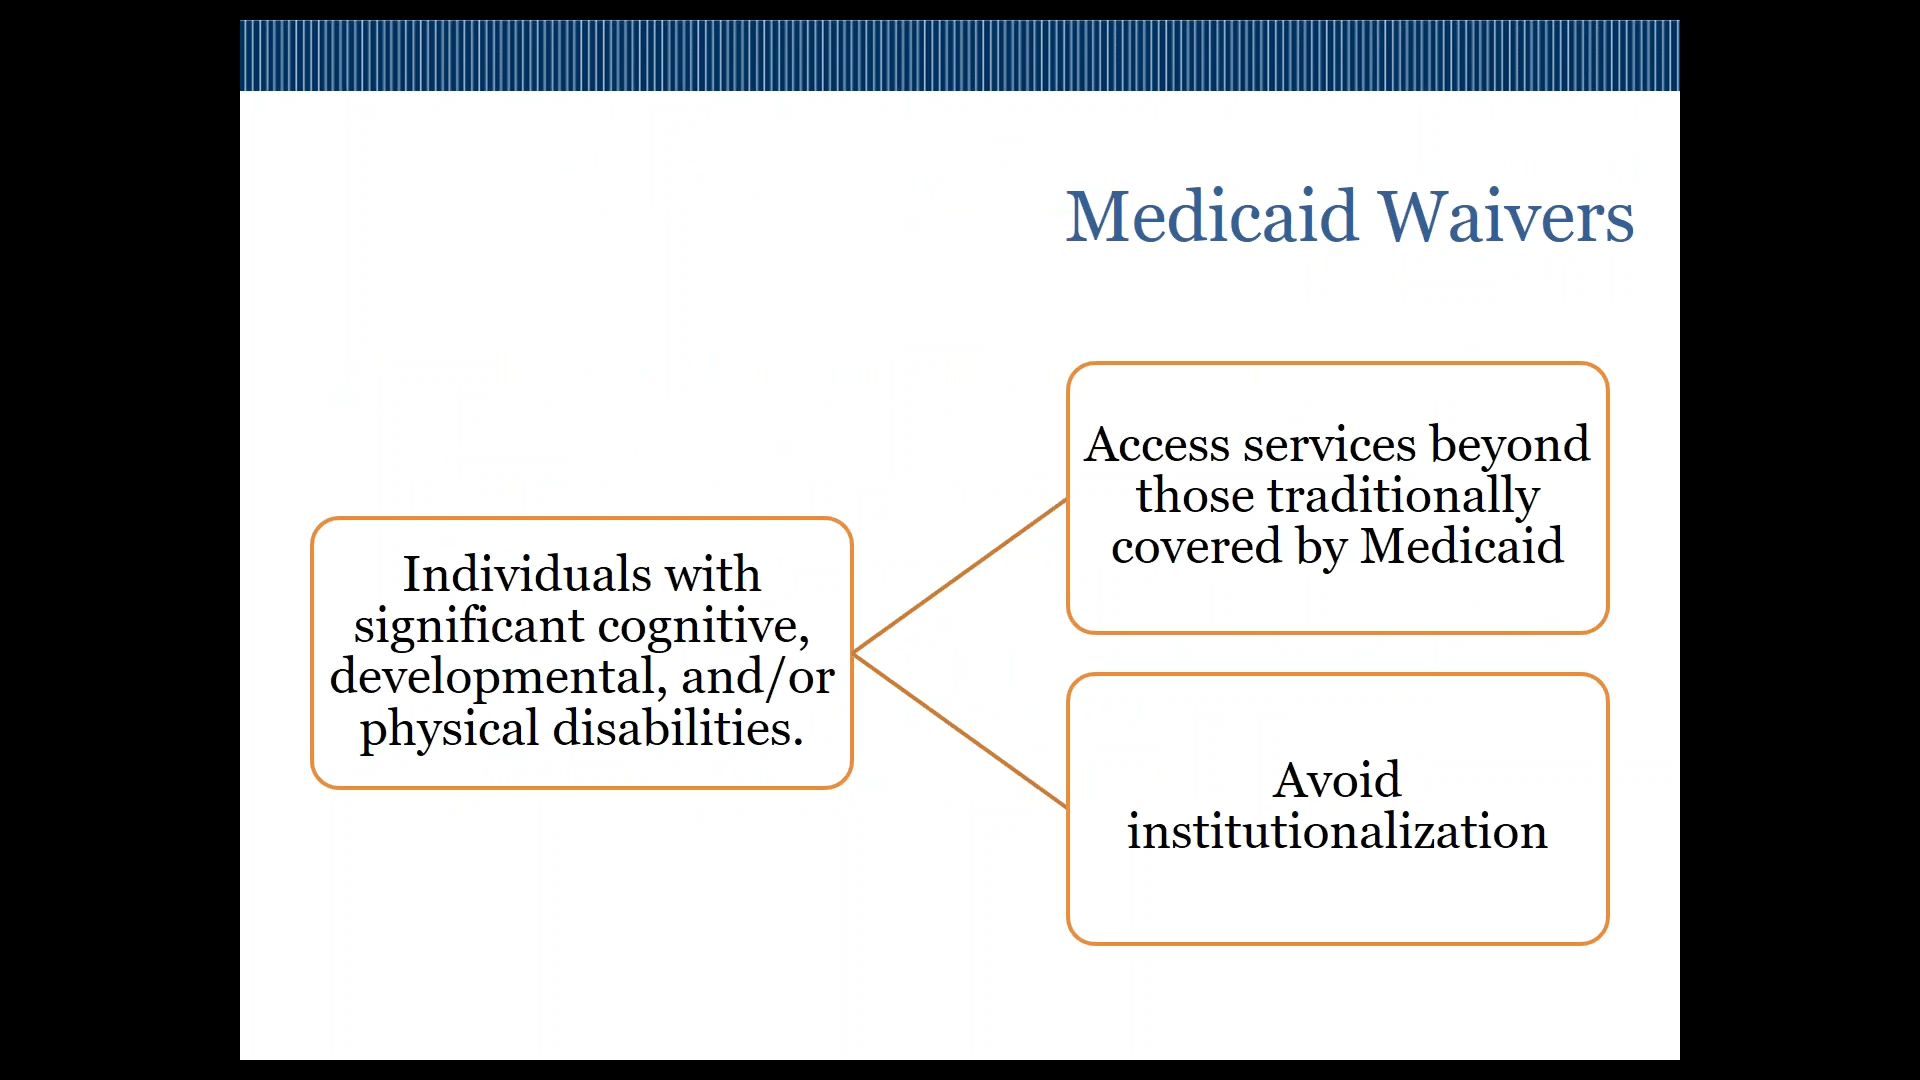 Medicaid Waivers
Individuals with
significant cognitive,
developmental, and/or
physical disabilities.
Access services beyond
those traditionally
covered by Medicaid
Avoid
institutionalization